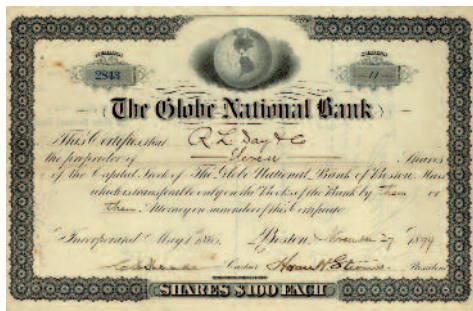 NUMBER SHARES
2843 11
The Globe National Bank
This Certifies that R. L. Day & Co
the proprietor of Eleven Shares
of the Capital Stock of The Globe National Bank of Boston, Mass
which is transferable only on the Books of the Bank by Them or
Their Attorney on surrender of this Certificate
Incorporated May 1865. Boston, November 27 1899
Cashier President
SHARES $100 EACH